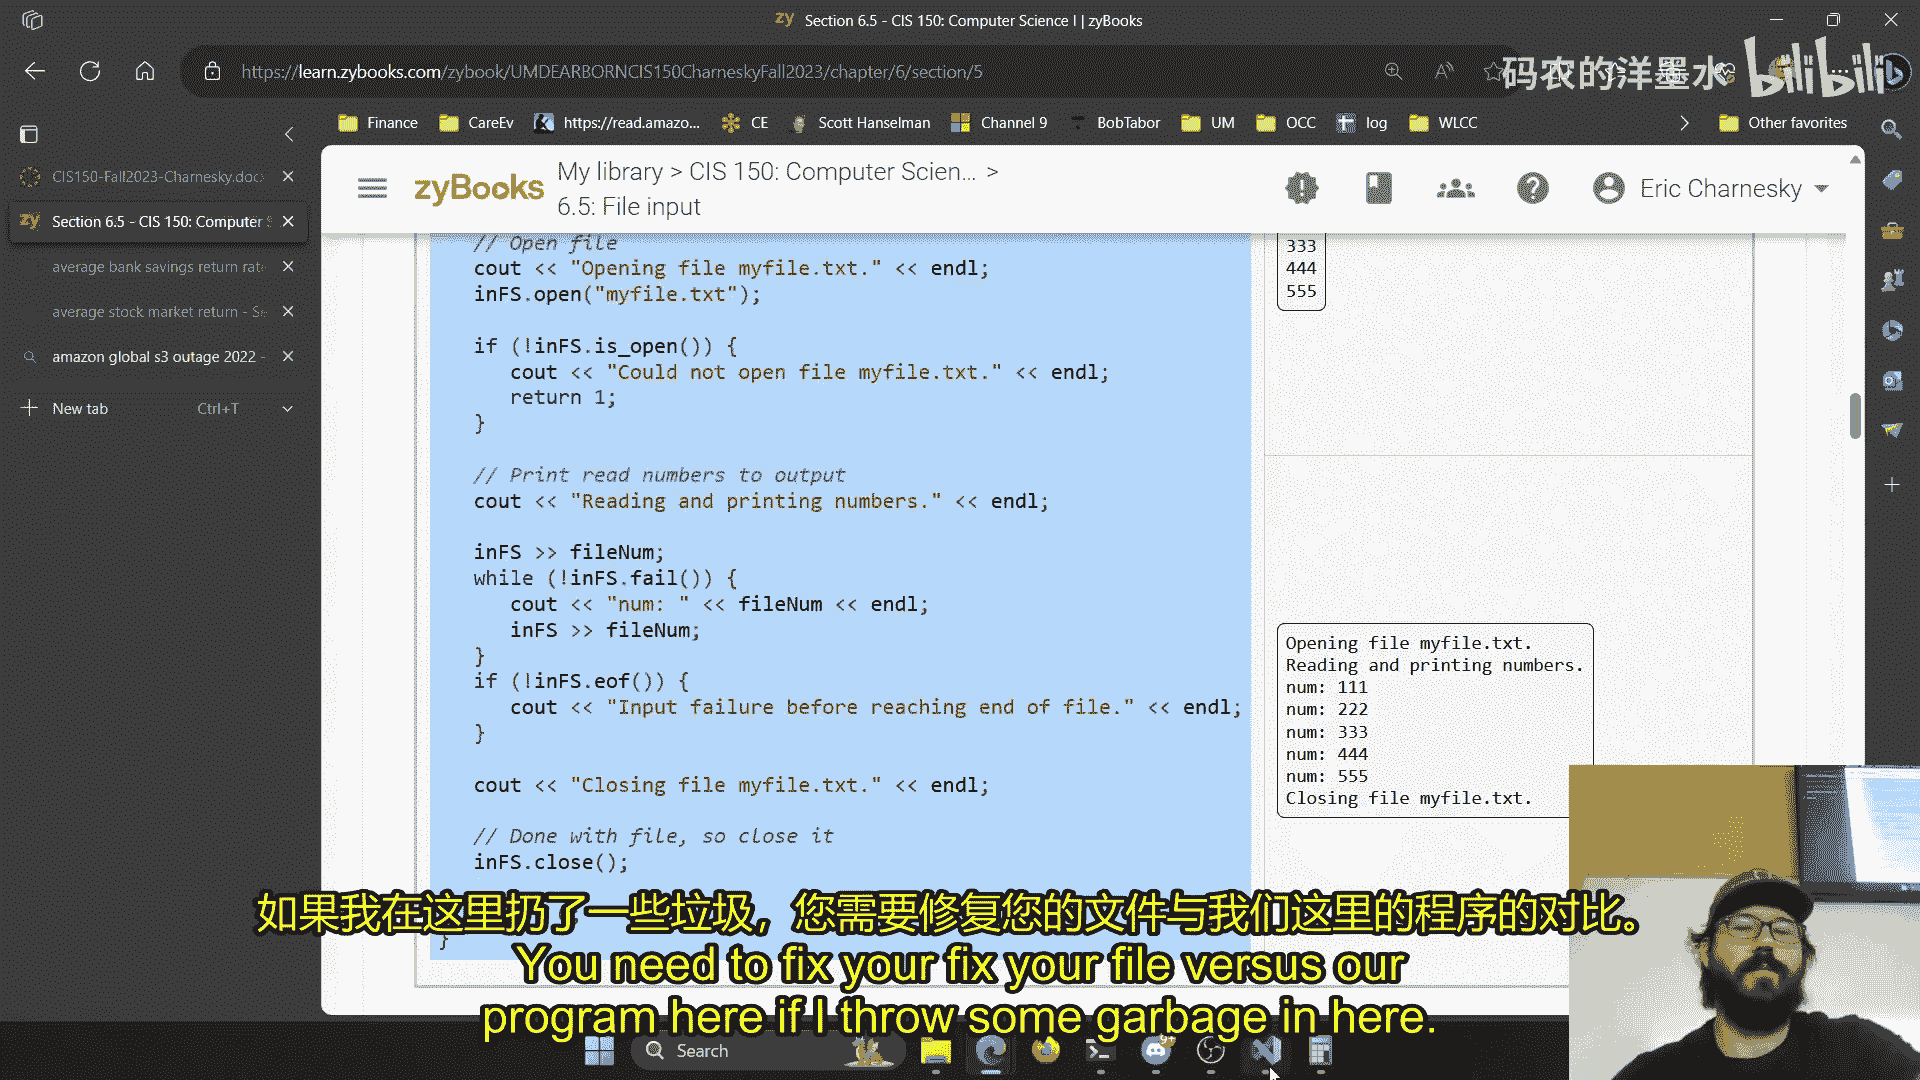 Section 6.5 - CIS 150: Computer Science I | zyBooks
https://learn.zybooks.com/zybook/UMDEARBORNCIS150CharneskyFall2023/chapter/6/section/5
码农的洋墨水 bilibili
Finance CareEv https://read.amazo... CE Scott Hanselman Channel 9 BobTabor UM OCC log WLCC Other favorites
CIS150-Fall2023-Charnesky.doc
Section 6.5 - CIS 150: Computer S
average bank savings return rat
average stock market return - Se
amazon global s3 outage 2022 -
New tab Ctrl+T
zyBooks
My library > CIS 150: Computer Scien... >
6.5: File input
Eric Charnesky
// Open file
cout << "Opening file myfile.txt." << endl;
inFS.open("myfile.txt");
if (!inFS.is_open()) {
cout << "Could not open file myfile.txt." << endl;
return 1;
}
// Print read numbers to output
cout << "Reading and printing numbers." << endl;
inFS >> fileNum;
while (!inFS.fail()) {
cout << "num: " << fileNum << endl;
inFS >> fileNum;
}
if (!inFS.eof()) {
cout << "Input failure before reaching end of file." << endl;
}
cout << "Closing file myfile.txt." << endl;
// Done with file, so close it
inFS.close();
}
333
444
555
Opening file myfile.txt.
Reading and printing numbers.
num: 111
num: 222
num: 333
num: 444
num: 555
Closing file myfile.txt.
如果我在这里扔了一些垃圾，您需要修复您的文件与我们这里的程序的对比。
You need to fix your fix your file versus our
program here if I throw some garbage in here.
Search
9+